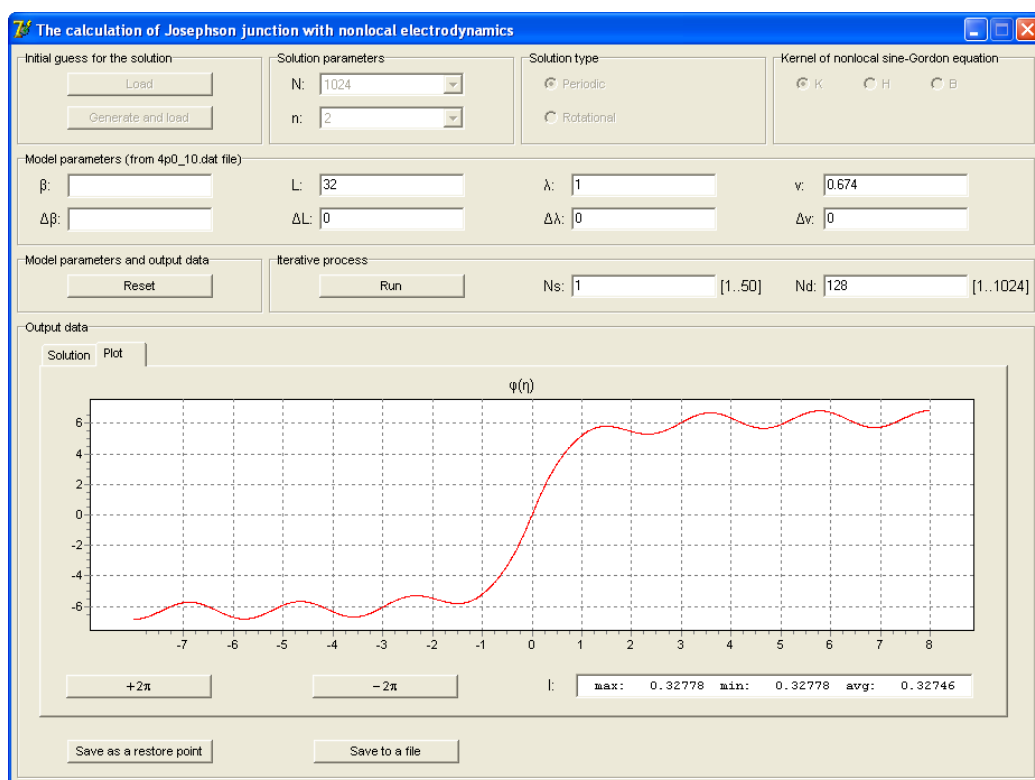 The calculation of Josephson junction with nonlocal electrodynamics
Initial guess for the solution
Load
Generate and load
Solution parameters
N: 1024
n: 2
Solution type
Periodic
Rotational
Kernel of nonlocal sine-Gordon equation
K H B
Model parameters (from 4p0_10.dat file)
β: L: 32 λ: 1 v: 0.674
Δβ: ΔL: 0 Δλ: 0 Δv: 0
Model parameters and output data
Reset
Iterative process
Run Ns: 1 [1..50] Nd: 128 [1..1024]
Output data
Solution Plot
φ(η)
6
4
2
0
-2
-4
-6
-7 -6 -5 -4 -3 -2 -1 0 1 2 3 4 5 6 7 8
+2π −2π I: max: 0.32778 min: 0.32778 avg: 0.32746
Save as a restore point Save to a file